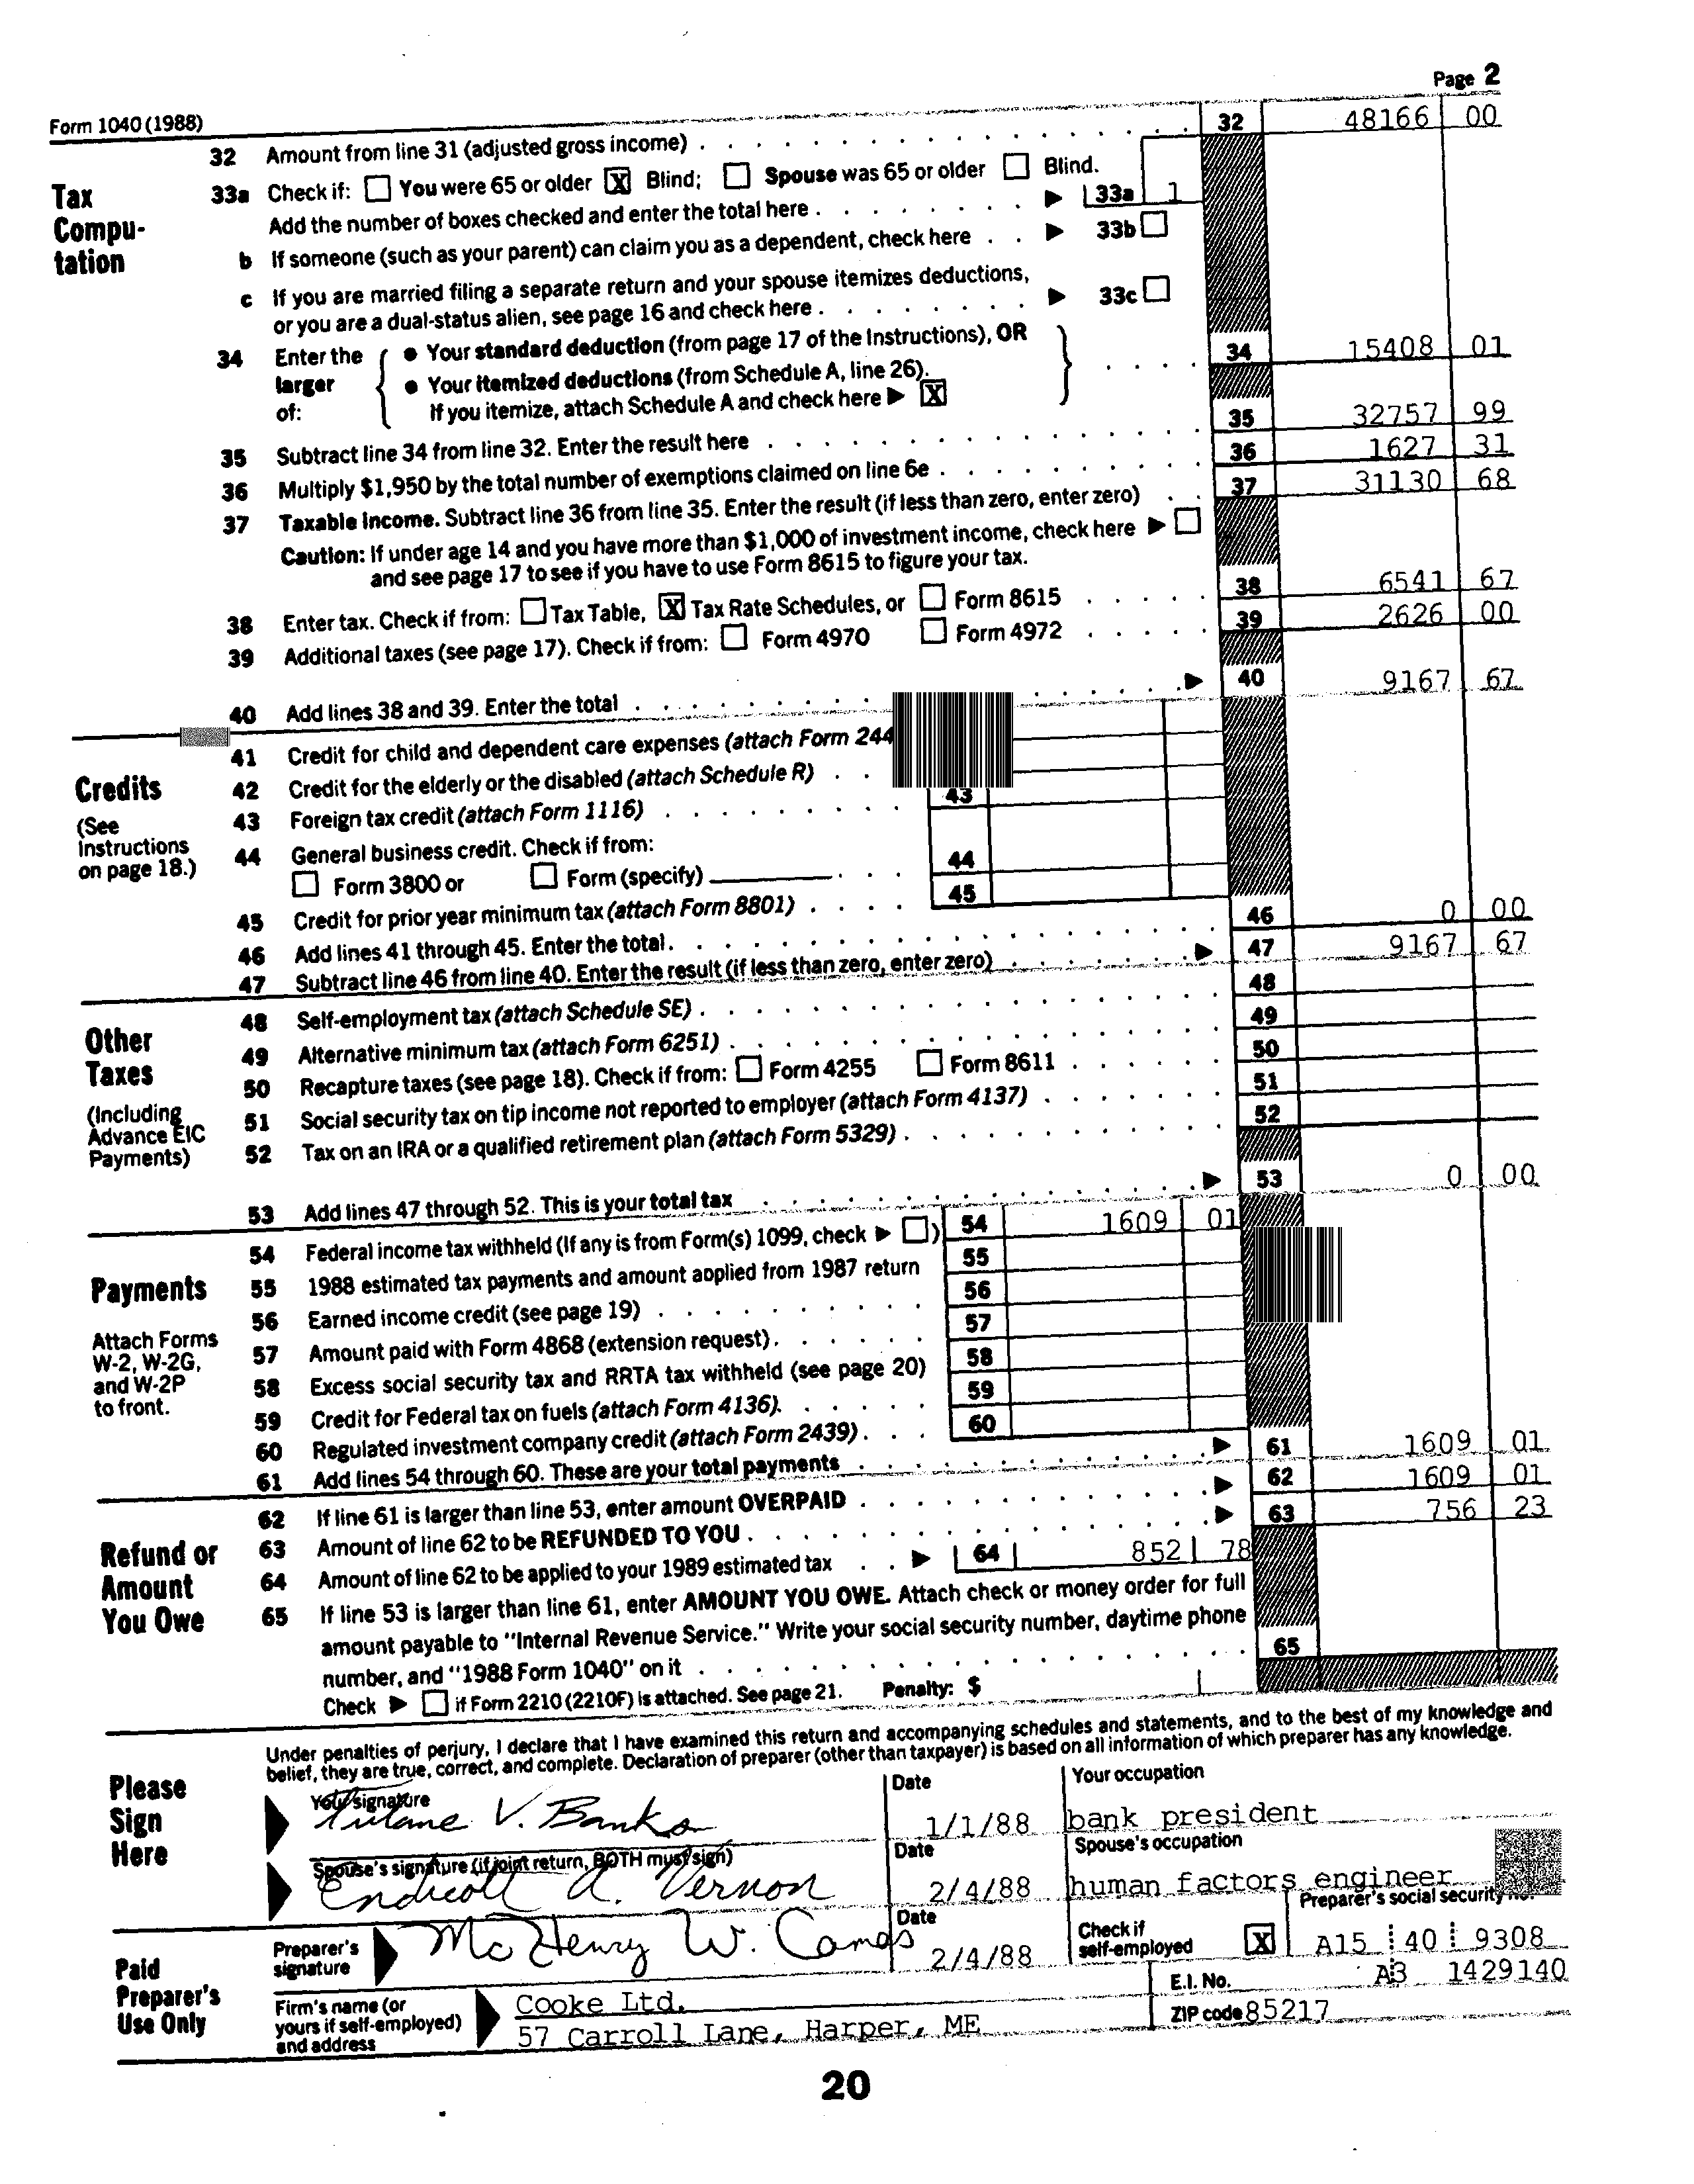 Page 2
Form 1040 (1988)
32 Amount from line 31 (adjusted gross income) 32 48166 00
Tax Compu- tation
33a Check if: You were 65 or older X Blind; Spouse was 65 or older Blind.
Add the number of boxes checked and enter the total here 33a 1
b If someone (such as your parent) can claim you as a dependent, check here 33b
c If you are married filing a separate return and your spouse itemizes deductions,
or you are a dual-status alien, see page 16 and check here 33c
34 Enter the larger of:
• Your standard deduction (from page 17 of the Instructions), OR
• Your itemized deductions (from Schedule A, line 26).
If you itemize, attach Schedule A and check here X
34 15408 01
35 Subtract line 34 from line 32. Enter the result here 35 32757 99
36 Multiply $1,950 by the total number of exemptions claimed on line 6e 36 1627 31
37 Taxable income. Subtract line 36 from line 35. Enter the result (if less than zero, enter zero) 37 31130 68
Caution: If under age 14 and you have more than $1,000 of investment income, check here
and see page 17 to see if you have to use Form 8615 to figure your tax.
38 Enter tax. Check if from: Tax Table, X Tax Rate Schedules, or Form 8615 38 6541 67
39 Additional taxes (see page 17). Check if from: Form 4970 Form 4972 39 2626 00
40 Add lines 38 and 39. Enter the total 40 9167 67
Credits
(See Instructions on page 18.)
41 Credit for child and dependent care expenses (attach Form 244
42 Credit for the elderly or the disabled (attach Schedule R)
43 Foreign tax credit (attach Form 1116) 43
44 General business credit. Check if from:
Form 3800 or Form (specify) 44
45 Credit for prior year minimum tax (attach Form 8801) 45
46 Add lines 41 through 45. Enter the total. 46 0 00
47 Subtract line 46 from line 40. Enter the result (if less than zero, enter zero) 47 9167 67
Other Taxes
(Including Advance EIC Payments)
48 Self-employment tax (attach Schedule SE) 48
49 Alternative minimum tax (attach Form 6251) 49
50 Recapture taxes (see page 18). Check if from: Form 4255 Form 8611 50
51 Social security tax on tip income not reported to employer (attach Form 4137) 51
52 Tax on an IRA or a qualified retirement plan (attach Form 5329) 52
53 Add lines 47 through 52. This is your total tax 53 0 00
Payments
Attach Forms W-2, W-2G, and W-2P to front.
54 Federal income tax withheld (If any is from Form(s) 1099, check ) 54 1609 01
55 1988 estimated tax payments and amount applied from 1987 return 55
56 Earned income credit (see page 19) 56
57 Amount paid with Form 4868 (extension request) 57
58 Excess social security tax and RRTA tax withheld (see page 20) 58
59 Credit for Federal tax on fuels (attach Form 4136). 59
60 Regulated investment company credit (attach Form 2439) 60
61 Add lines 54 through 60. These are your total payments 61 1609 01
Refund or Amount You Owe
62 If line 61 is larger than line 53, enter amount OVERPAID 62 1609 01
63 Amount of line 62 to be REFUNDED TO YOU 63 756 23
64 Amount of line 62 to be applied to your 1989 estimated tax 64 852 78
65 If line 53 is larger than line 61, enter AMOUNT YOU OWE. Attach check or money order for full
amount payable to "Internal Revenue Service." Write your social security number, daytime phone
number, and "1988 Form 1040" on it 65
Check if Form 2210 (2210F) is attached. See page 21. Penalty: $
Please Sign Here
Under penalties of perjury, I declare that I have examined this return and accompanying schedules and statements, and to the best of my knowledge and
belief, they are true, correct, and complete. Declaration of preparer (other than taxpayer) is based on all information of which preparer has any knowledge.
Your signature Date Your occupation
V. Banks 1/1/88 bank president
Spouse's signature (if joint return, BOTH must sign) Date Spouse's occupation
Endicott A. Vernon 2/4/88 human factors engineer
Paid Preparer's Use Only
Preparer's signature McHenry W. Camas Date 2/4/88 Check if self-employed X Preparer's social security A15 40 9308
Firm's name (or yours if self-employed) and address
Cooke Ltd. E.I. No. A3 1429140
57 Carroll Lane, Harper, ME ZIP code 85217
20